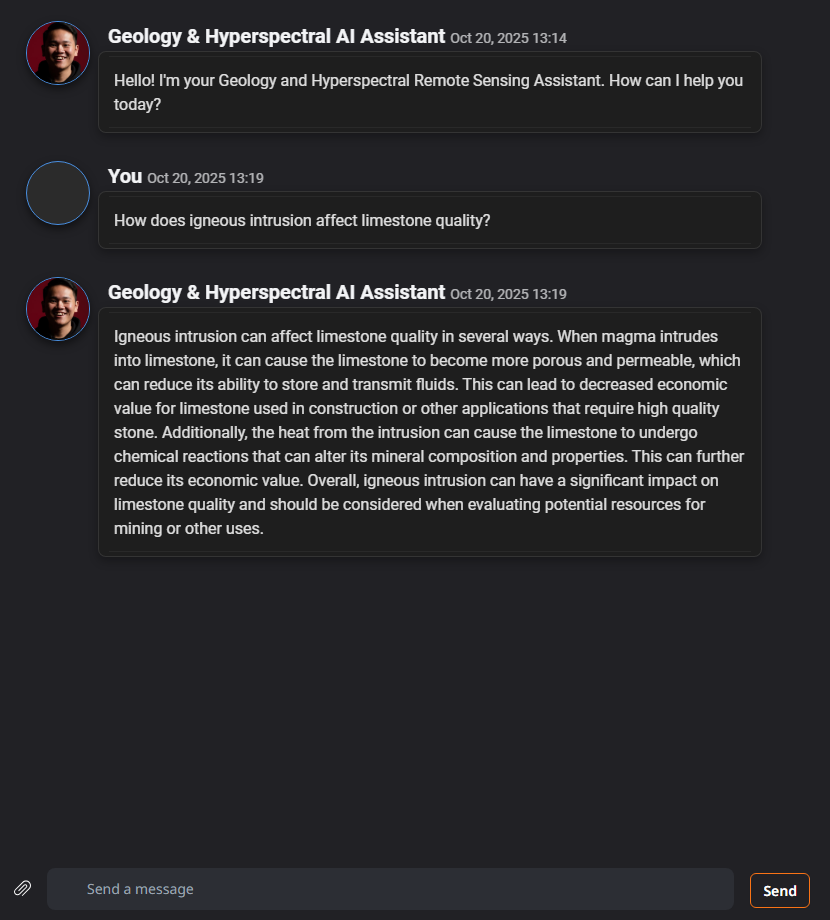 Geology & Hyperspectral AI Assistant Oct 20, 2025 13:14
Hello! I'm your Geology and Hyperspectral Remote Sensing Assistant. How can I help you
today?
You Oct 20, 2025 13:19
How does igneous intrusion affect limestone quality?
Geology & Hyperspectral AI Assistant Oct 20, 2025 13:19
Igneous intrusion can affect limestone quality in several ways. When magma intrudes
into limestone, it can cause the limestone to become more porous and permeable, which
can reduce its ability to store and transmit fluids. This can lead to decreased economic
value for limestone used in construction or other applications that require high quality
stone. Additionally, the heat from the intrusion can cause the limestone to undergo
chemical reactions that can alter its mineral composition and properties. This can further
reduce its economic value. Overall, igneous intrusion can have a significant impact on
limestone quality and should be considered when evaluating potential resources for
mining or other uses.
Send a message
Send